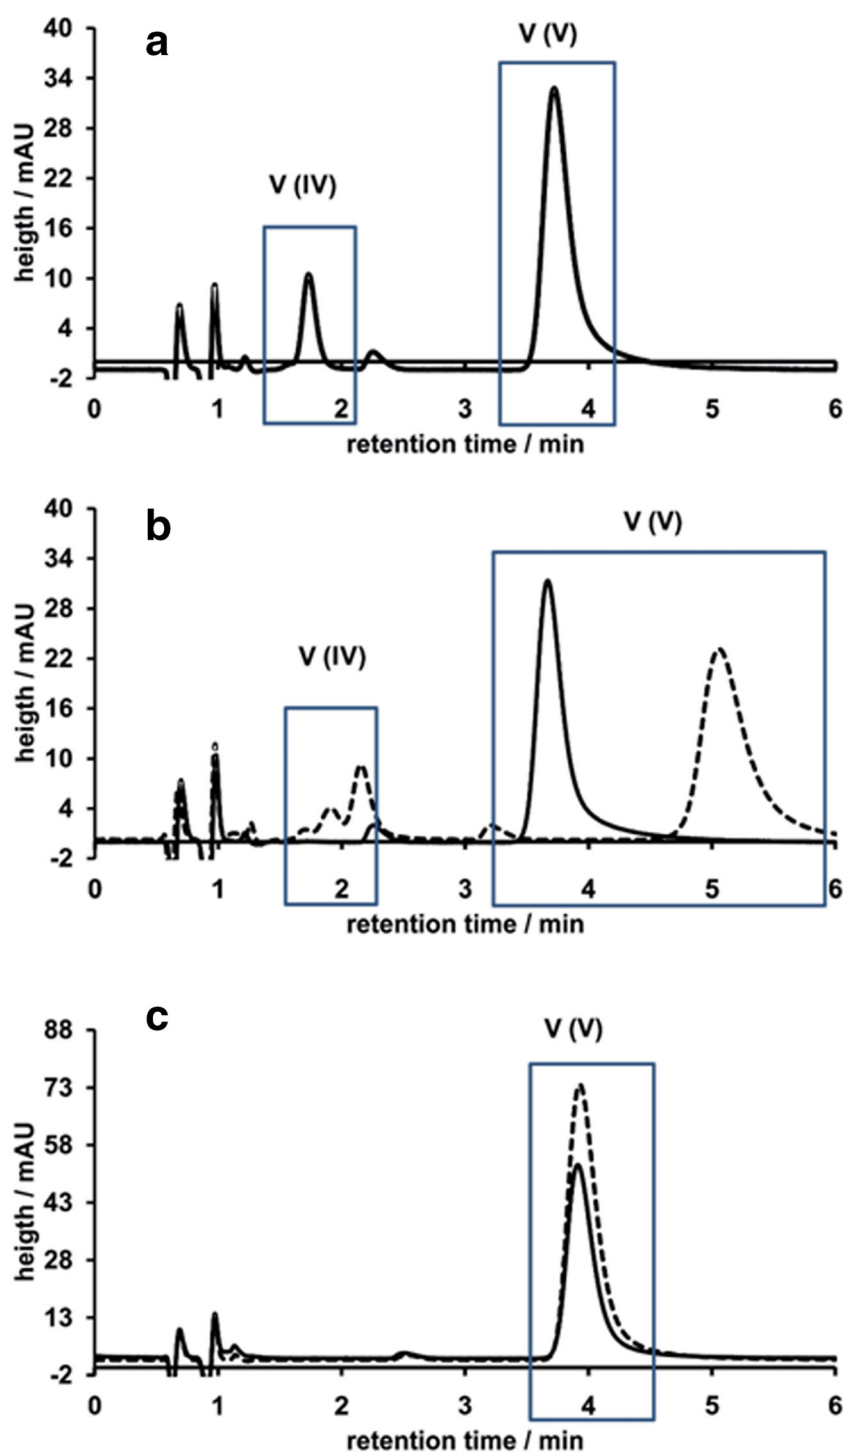 a
V (V)
V (IV)
heigth / mAU
40
34
28
22
16
10
4
-2
0 1 2 3 4 5 6
retention time / min
b
V (V)
V (IV)
heigth / mAU
40
34
28
22
16
10
4
-2
0 1 2 3 4 5 6
retention time / min
c
V (V)
heigth / mAU
88
73
58
43
28
13
-2
0 1 2 3 4 5 6
retention time / min